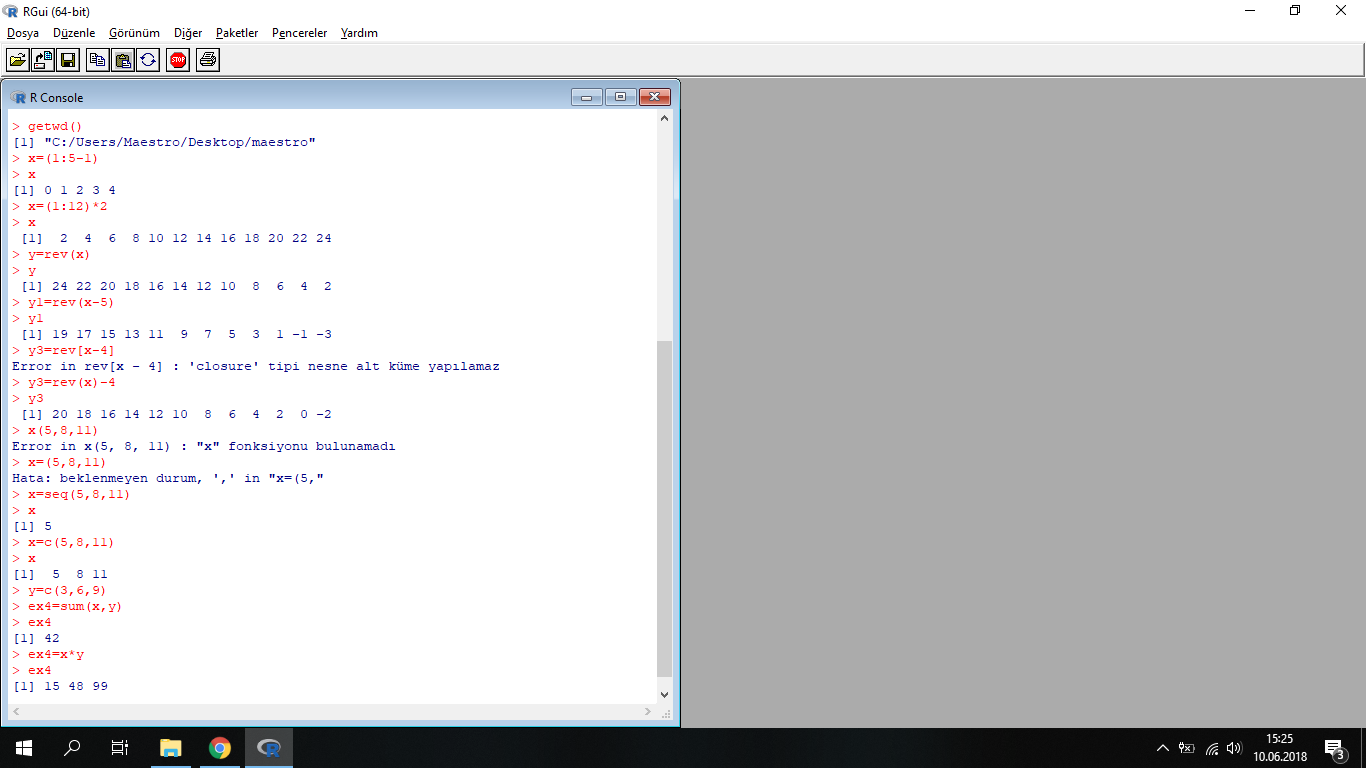 RGui (64-bit)
Dosya Düzenle Görünüm Diğer Paketler Pencereler Yardım
STOP
R Console
> getwd()
[1] "C:/Users/Maestro/Desktop/maestro"
> x=(1:5-1)
> x
[1] 0 1 2 3 4
> x=(1:12)*2
> x
 [1]  2  4  6  8 10 12 14 16 18 20 22 24
> y=rev(x)
> y
 [1] 24 22 20 18 16 14 12 10  8  6  4  2
> y1=rev(x-5)
> y1
 [1] 19 17 15 13 11  9  7  5  3  1 -1 -3
> y3=rev[x-4]
Error in rev[x - 4] : 'closure' tipi nesne alt küme yapılamaz
> y3=rev(x)-4
> y3
 [1] 20 18 16 14 12 10  8  6  4  2  0 -2
> x(5,8,11)
Error in x(5, 8, 11) : "x" fonksiyonu bulunamadı
> x=(5,8,11)
Hata: beklenmeyen durum, ',' in "x=(5,"
> x=seq(5,8,11)
> x
[1] 5
> x=c(5,8,11)
> x
[1]  5  8 11
> y=c(3,6,9)
> ex4=sum(x,y)
> ex4
[1] 42
> ex4=x*y
> ex4
[1] 15 48 99
15:25
10.06.2018
3